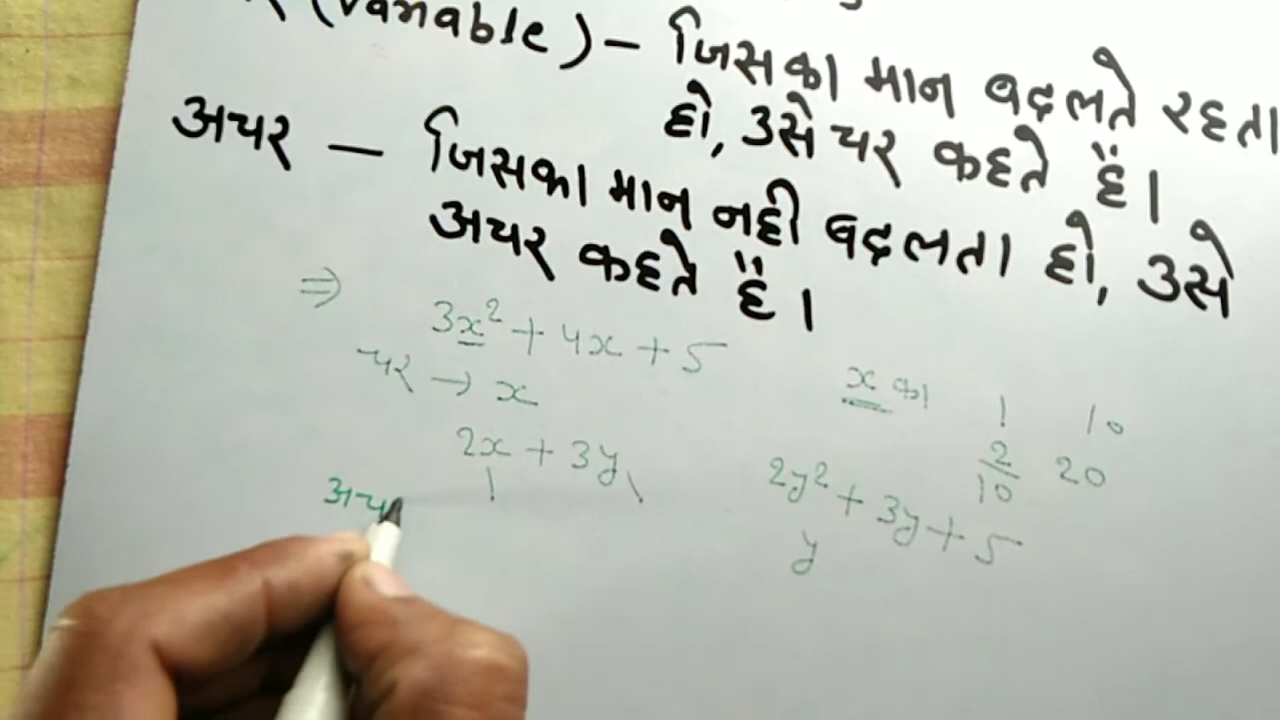 (Variable) – जिसका मान बदलते रहता
हो, उसे चर कहते हैं।
अचर – जिसका मान नही बदलता हो, उसे
अचर कहते हैं।
⇒ 3x² + 4x + 5
चर → x
x का 1 10
2 20
10
2x + 3y
2y² + 3y + 5
y
अच